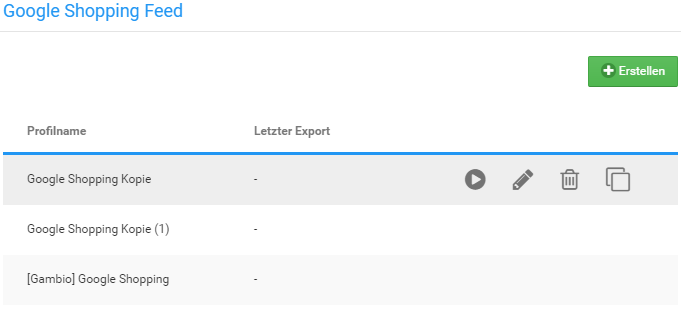 Google Shopping Feed
Erstellen
Profilname Letzter Export
Google Shopping Kopie -
Google Shopping Kopie (1) -
[Gambio] Google Shopping -